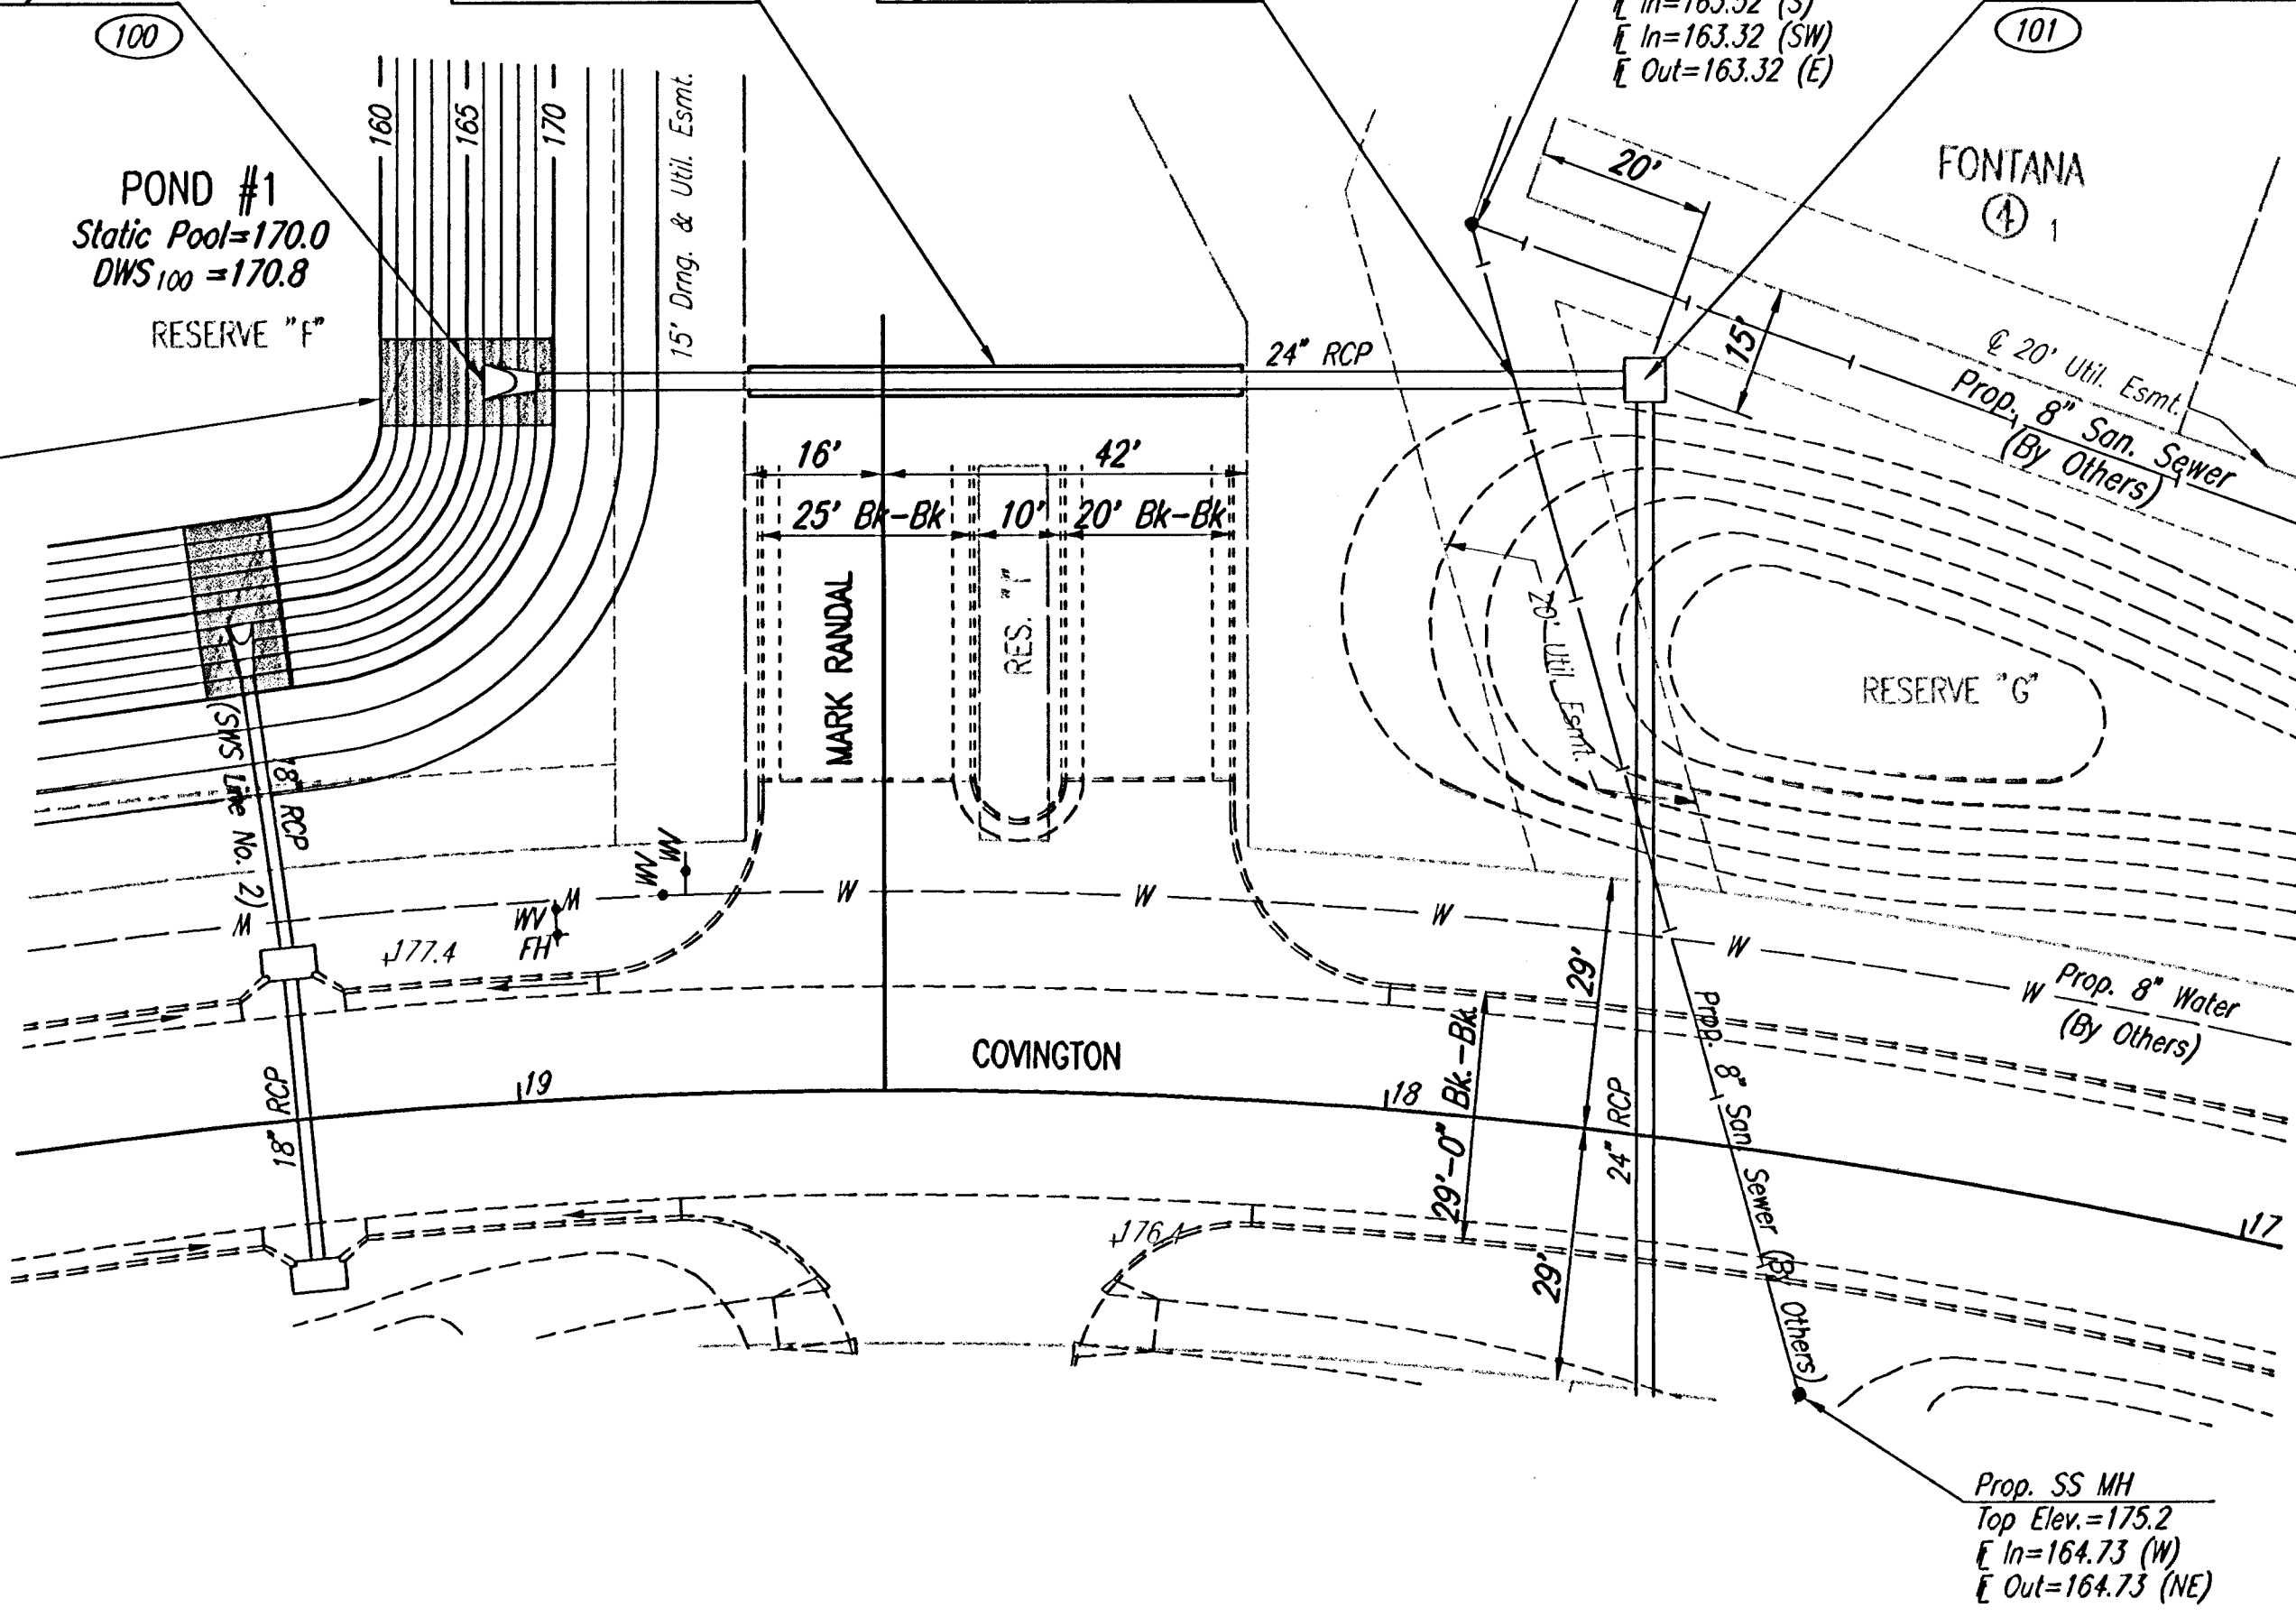 100
In=163.32 (S)
In=163.32 (SW)
Out=163.32 (E)
101
160
165
170
15' Drng. & Util. Esmt.
POND #1
Static Pool=170.0
DWS100 =170.8
RESERVE "F"
20'
FONTANA
1
15'
24" RCP
℄ 20' Util. Esmt.
Prop. 8" San. Sewer
(By Others)
16'
42'
25' Bk-Bk
10'
20' Bk-Bk
MARK RANDAL
RES. "I"
20' Util. Esmt.
RESERVE "G"
18" RCP
(SWS Line No. 2)
W
W
WV
FH
177.4
W
W
W
W
W
Prop. 8" Water
(By Others)
29'
29'-0" Bk.-Bk.
COVINGTON
19
18
17
18" RCP
24" RCP
Prop. 8" San. Sewer (By Others)
176.4
29'
Prop. SS MH
Top Elev.=175.2
In=164.73 (W)
Out=164.73 (NE)